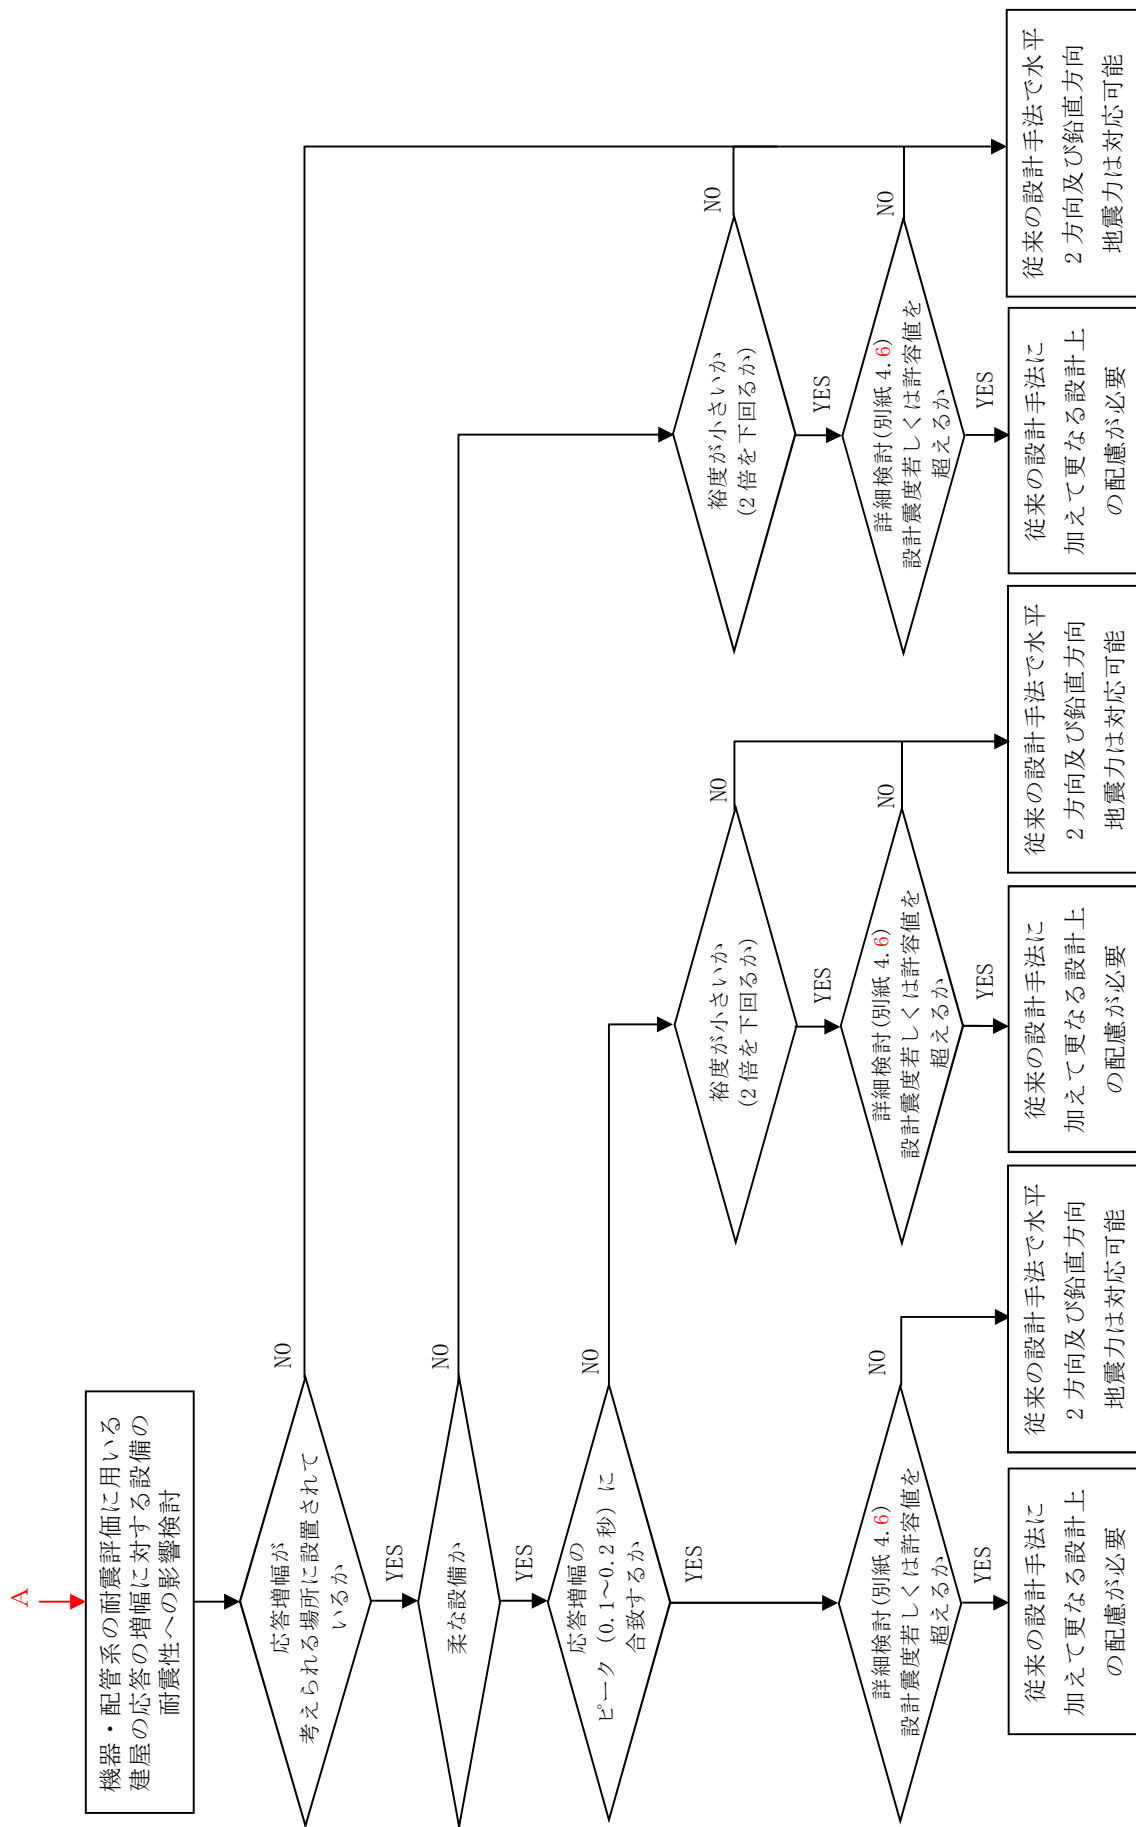 A
機器・配管系の耐震評価に用いる
建屋の応答の増幅に対する設備の
耐震性への影響検討
応答増幅が
考えられる場所に設置されて
いるか
NO
YES
柔な設備か
NO
YES
応答増幅の
ピーク（0.1～0.2秒）に
合致するか
NO
YES
裕度が小さいか
(2倍を下回るか)
NO
YES
裕度が小さいか
(2倍を下回るか)
NO
YES
詳細検討(別紙4.6)
設計震度若しくは許容値を
超えるか
NO
YES
詳細検討(別紙4.6)
設計震度若しくは許容値を
超えるか
NO
YES
詳細検討(別紙4.6)
設計震度若しくは許容値を
超えるか
NO
YES
従来の設計手法に
加えて更なる設計上
の配慮が必要
従来の設計手法で水平
2方向及び鉛直方向
地震力は対応可能
従来の設計手法に
加えて更なる設計上
の配慮が必要
従来の設計手法で水平
2方向及び鉛直方向
地震力は対応可能
従来の設計手法に
加えて更なる設計上
の配慮が必要
従来の設計手法で水平
2方向及び鉛直方向
地震力は対応可能